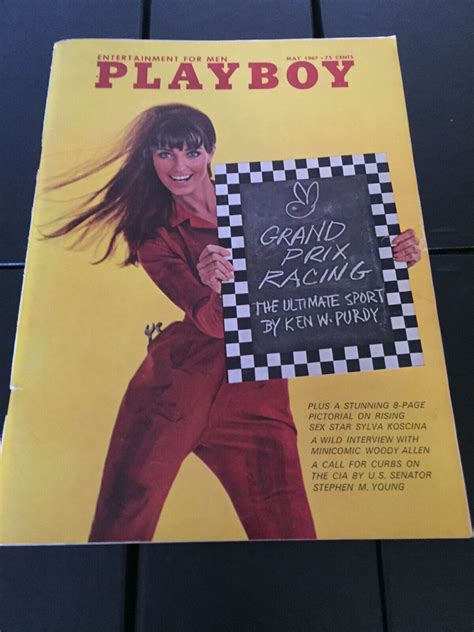 ENTERTAINMENT FOR MEN
MAY 1967 • 75 CENTS
PLAYBOY
GRAND
PRIX
RACING
THE ULTIMATE SPORT
BY KEN W. PURDY
PLUS A STUNNING 8-PAGE
PICTORIAL ON RISING
SEX STAR SYLVA KOSCINA
A WILD INTERVIEW WITH
MINICOMIC WOODY ALLEN
A CALL FOR CURBS ON
THE CIA BY U.S. SENATOR
STEPHEN M. YOUNG